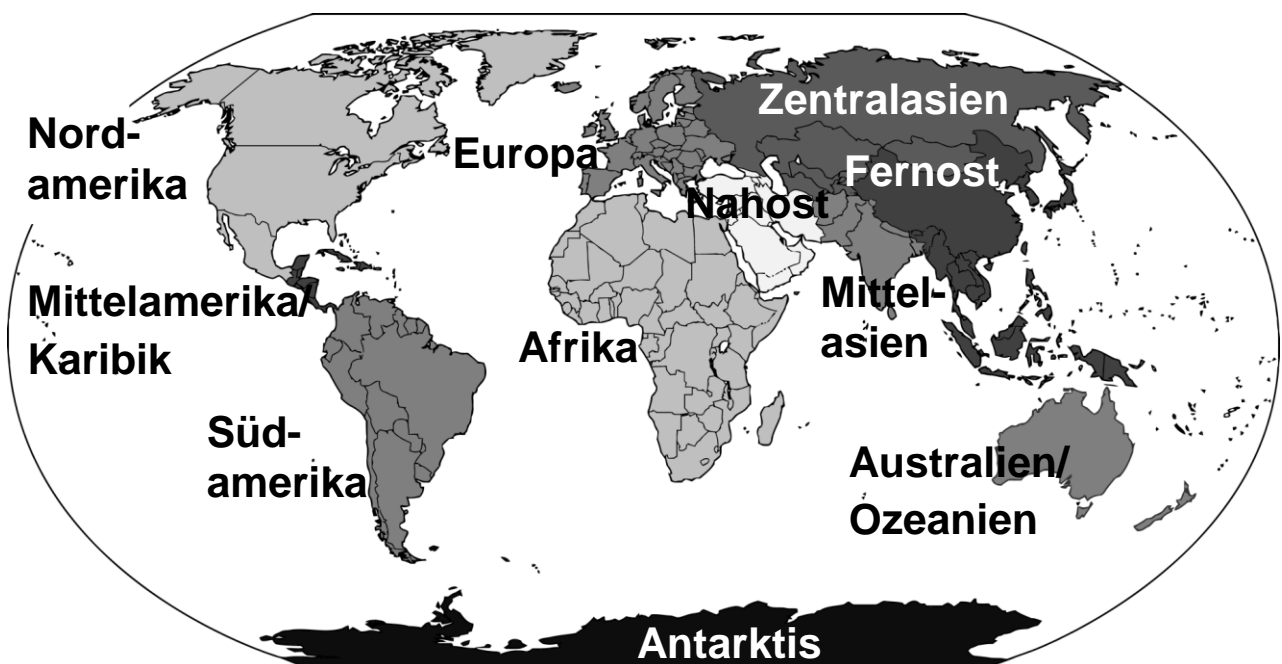 Zentralasien
Nord-
amerika
Europa
Fernost
Nahost
Mittelamerika/
Karibik
Mittel-
asien
Afrika
Süd-
amerika
Australien/
Ozeanien
Antarktis